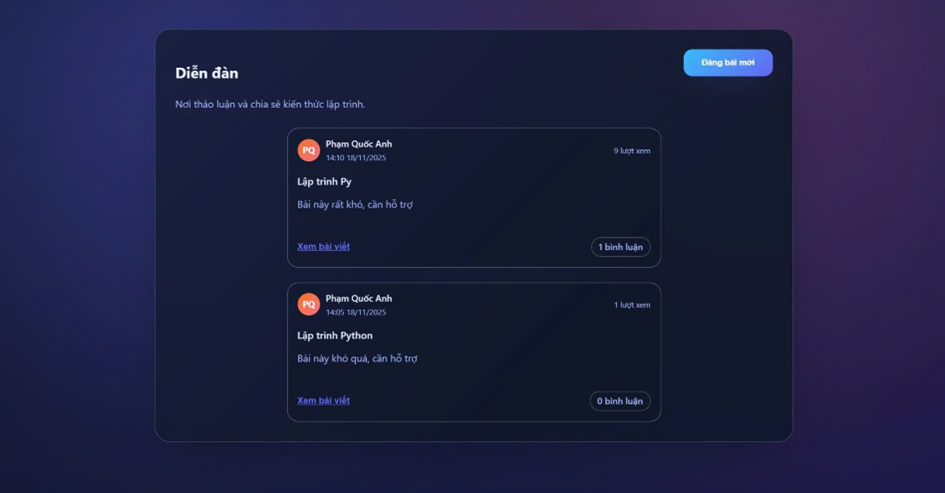 Diễn đàn
Đăng bài mới
Nơi thảo luận và chia sẻ kiến thức lập trình.
PQ
Phạm Quốc Anh
14:10 18/11/2025
9 lượt xem
Lập trình Py
Bài này rất khó, cần hỗ trợ
Xem bài viết
1 bình luận
PQ
Phạm Quốc Anh
14:05 18/11/2025
1 lượt xem
Lập trình Python
Bài này khó quá, cần hỗ trợ
Xem bài viết
0 bình luận